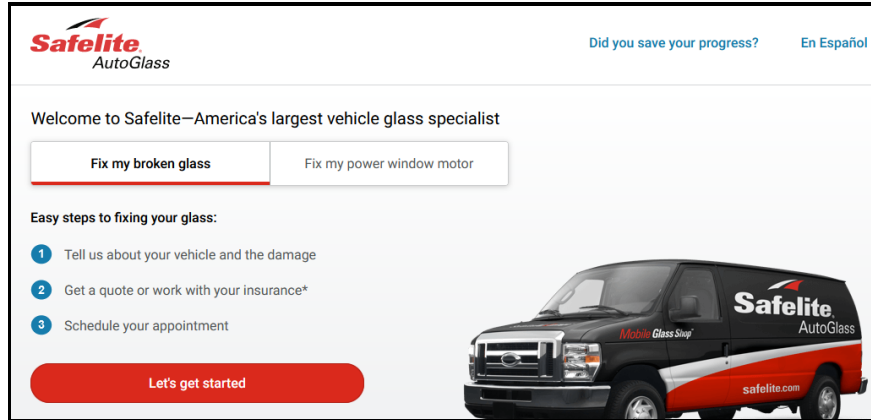 Safelite.
AutoGlass
Did you save your progress?
En Español
Welcome to Safelite—America's largest vehicle glass specialist
Fix my broken glass
Fix my power window motor
Easy steps to fixing your glass:
1 Tell us about your vehicle and the damage
2 Get a quote or work with your insurance*
3 Schedule your appointment
Let's get started
Mobile Glass Shop
Safelite.
AutoGlass
safelite.com